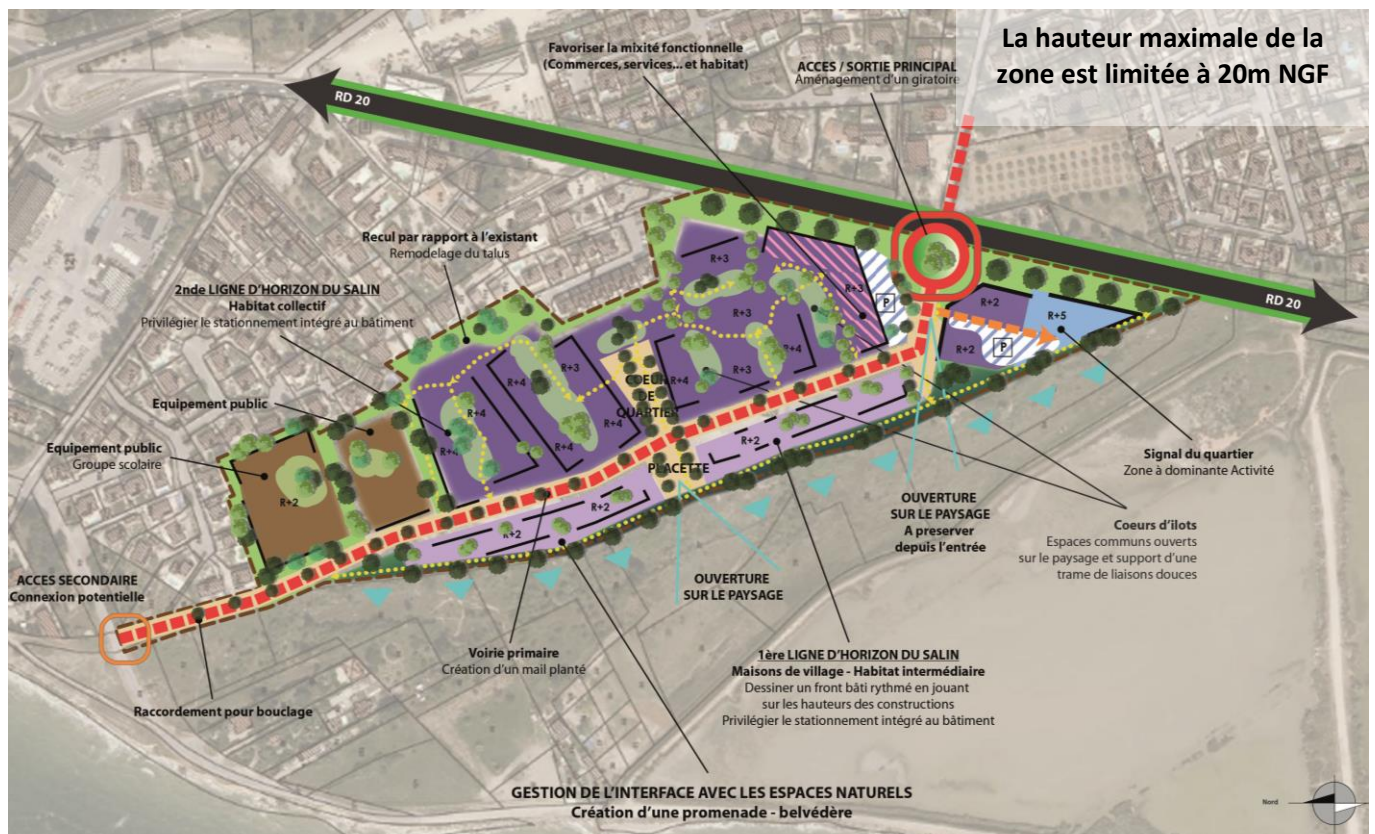 La hauteur maximale de la
zone est limitée à 20m NGF
Favoriser la mixité fonctionnelle
(Commerces, services... et habitat)
ACCES / SORTIE PRINCIPAL
Aménagement d'un giratoire
RD 20
RD 20
Recul par rapport à l'existant
Remodelage du talus
2nde LIGNE D'HORIZON DU SALIN
Habitat collectif
Privilégier le stationnement intégré au bâtiment
Equipement public
Equipement public
Groupe scolaire
R+3
R+3
R+3
R+4
R+3
R+4
P
R+2
R+5
R+2
P
R+3
R+4
R+4
R+4
R+4
R+4
COEUR
DE
QUARTIER
R+2
PLACETTE
R+2
R+2
R+2
Signal du quartier
Zone à dominante Activité
OUVERTURE
SUR LE PAYSAGE
A preserver
depuis l'entrée
Coeurs d'ilots
Espaces communs ouverts
sur le paysage et support d'une
trame de liaisons douces
ACCES SECONDAIRE
Connexion potentielle
OUVERTURE
SUR LE PAYSAGE
Voirie primaire
Création d'un mail planté
1ère LIGNE D'HORIZON DU SALIN
Maisons de village - Habitat intermédiaire
Dessiner un front bâti rythmé en jouant
sur les hauteurs des constructions
Privilégier le stationnement intégré au bâtiment
Raccordement pour bouclage
GESTION DE L'INTERFACE AVEC LES ESPACES NATURELS
Création d'une promenade - belvédère
Nord